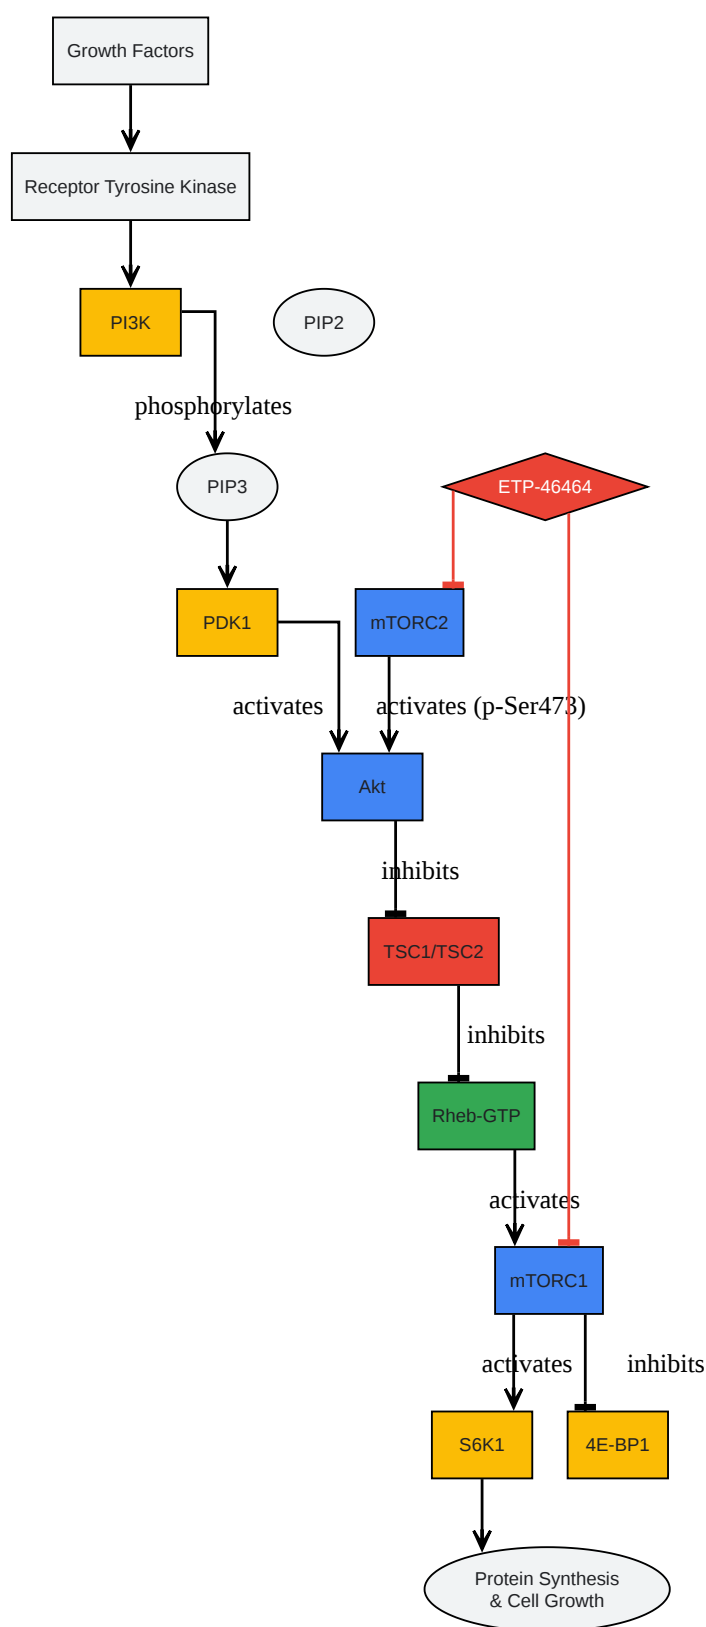 Growth Factors
Receptor Tyrosine Kinase
PI3K
PIP2
phosphorylates
PIP3
ETP-46464
PDK1
mTORC2
activates
activates (p-Ser473)
Akt
inhibits
TSC1/TSC2
inhibits
Rheb-GTP
activates
mTORC1
activates
inhibits
S6K1
4E-BP1
Protein Synthesis
& Cell Growth